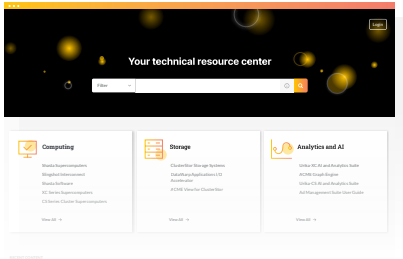 Login
Your technical resource center
Filter
Computing
Shasta Supercomputers
Slingshot Interconnect
Shasta Software
XC Series Supercomputers
CS Series Cluster Supercomputers
View All →
Storage
ClusterStor Storage Systems
DataWarp Applications I/O
Accelerator
XCME View for ClusterStor
View All →
Analytics and AI
Urika-XC AI and Analytics Suite
Graph Engine
Urika-CS AI and Analytics Suite
Management Suite User Guide
View All →